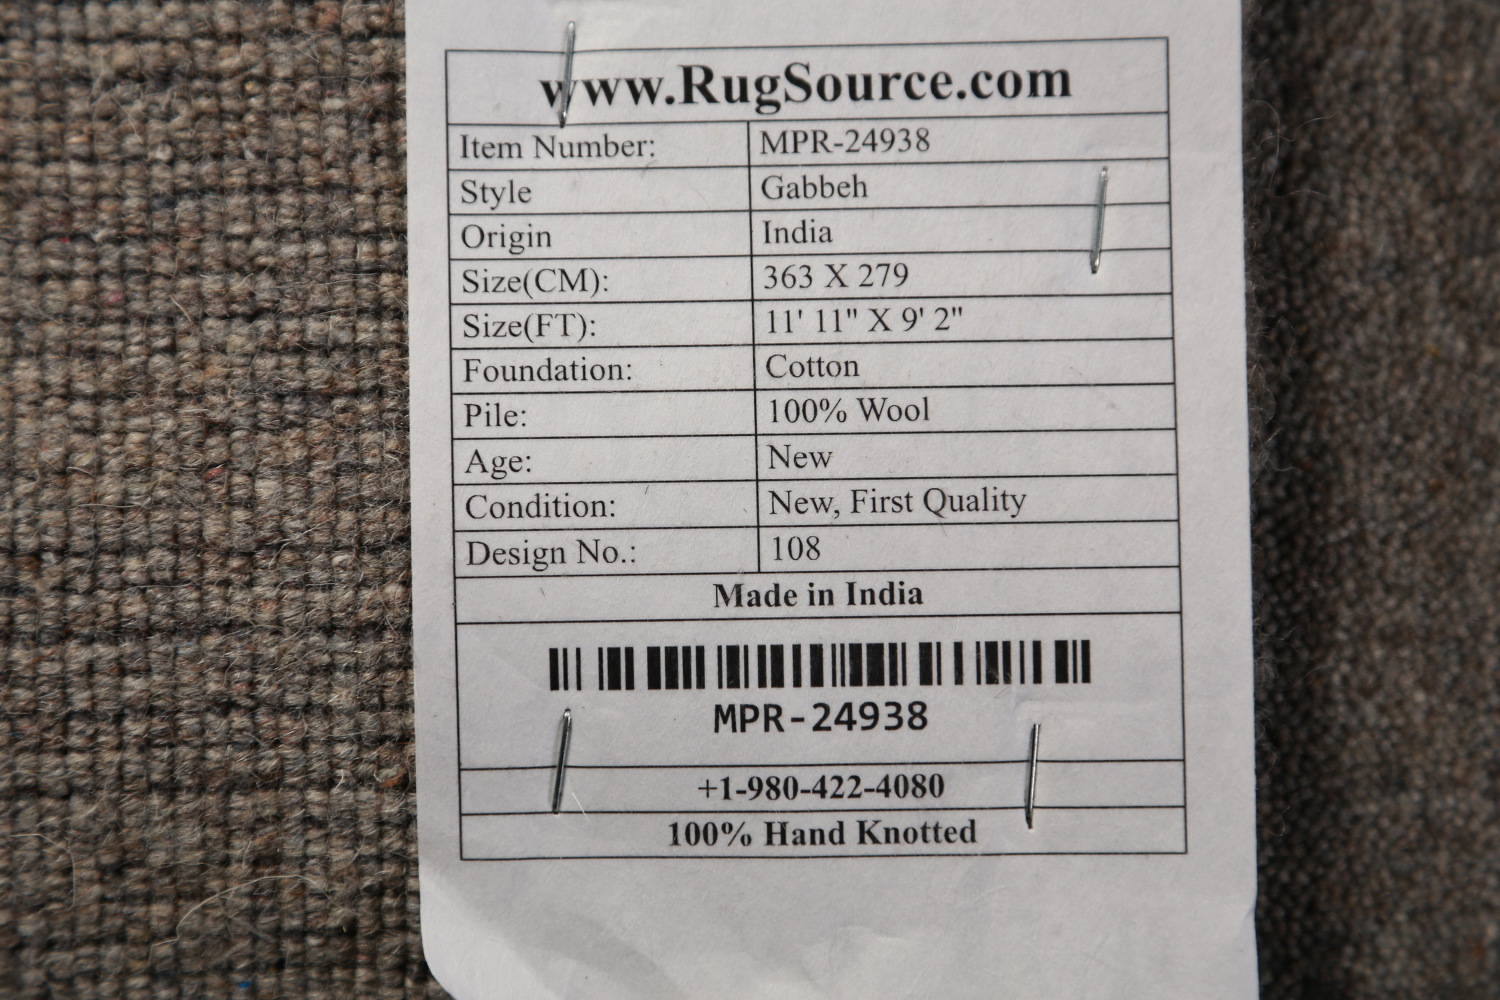 www.RugSource.com
Item Number: MPR-24938
Style Gabbeh
Origin India
Size(CM): 363 X 279
Size(FT): 11' 11" X 9' 2"
Foundation: Cotton
Pile: 100% Wool
Age: New
Condition: New, First Quality
Design No.: 108
Made in India
MPR-24938
+1-980-422-4080
100% Hand Knotted